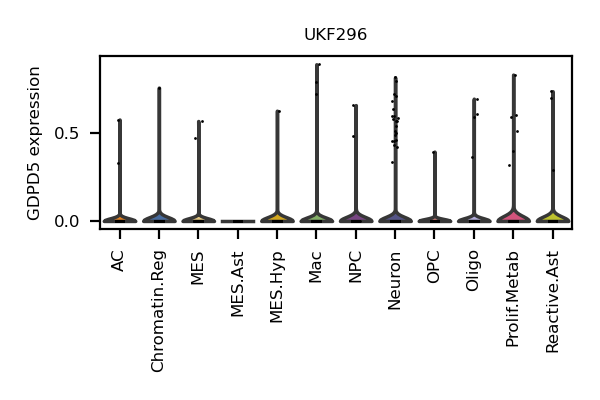 UKF296
GDPD5 expression
0.5
0.0
AC
Chromatin.Reg
MES
MES.Ast
MES.Hyp
Mac
NPC
Neuron
OPC
Oligo
Prolif.Metab
Reactive.Ast